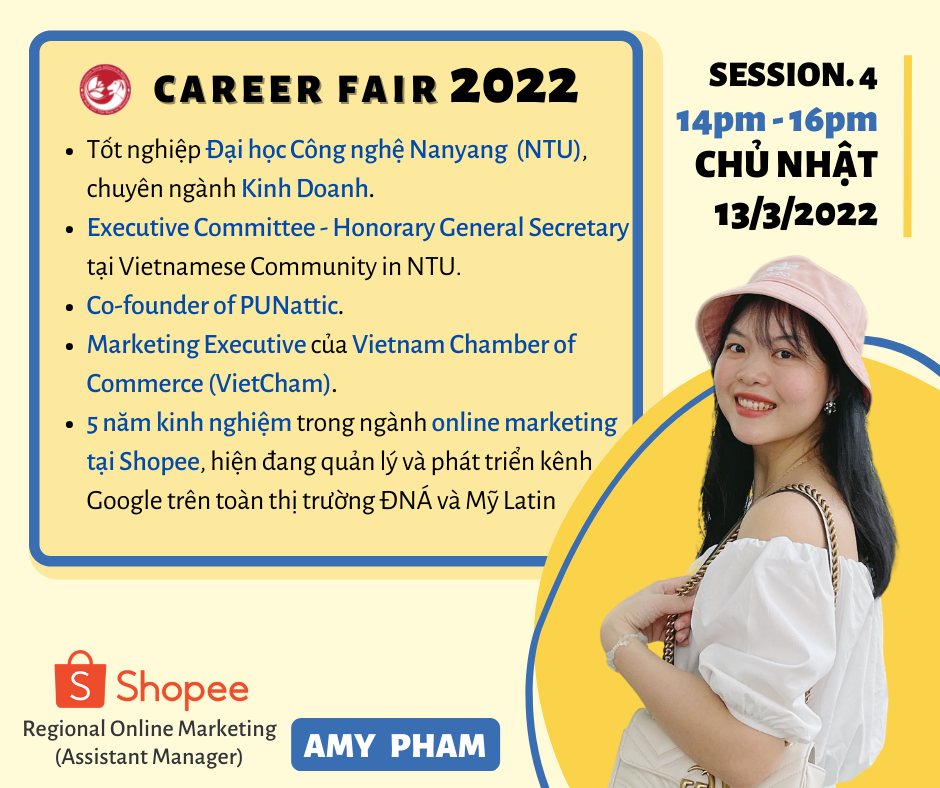 CAREER FAIR 2022
• Tốt nghiệp Đại học Công nghệ Nanyang (NTU),
chuyên ngành Kinh Doanh.
• Executive Committee - Honorary General Secretary
tại Vietnamese Community in NTU.
• Co-founder of PUNattic.
• Marketing Executive của Vietnam Chamber of
Commerce (VietCham).
• 5 năm kinh nghiệm trong ngành online marketing
tại Shopee, hiện đang quản lý và phát triển kênh
Google trên toàn thị trường ĐNÁ và Mỹ Latin
SESSION. 4
14pm - 16pm
CHỦ NHẬT
13/3/2022
S Shopee
Regional Online Marketing
(Assistant Manager)
AMY PHAM